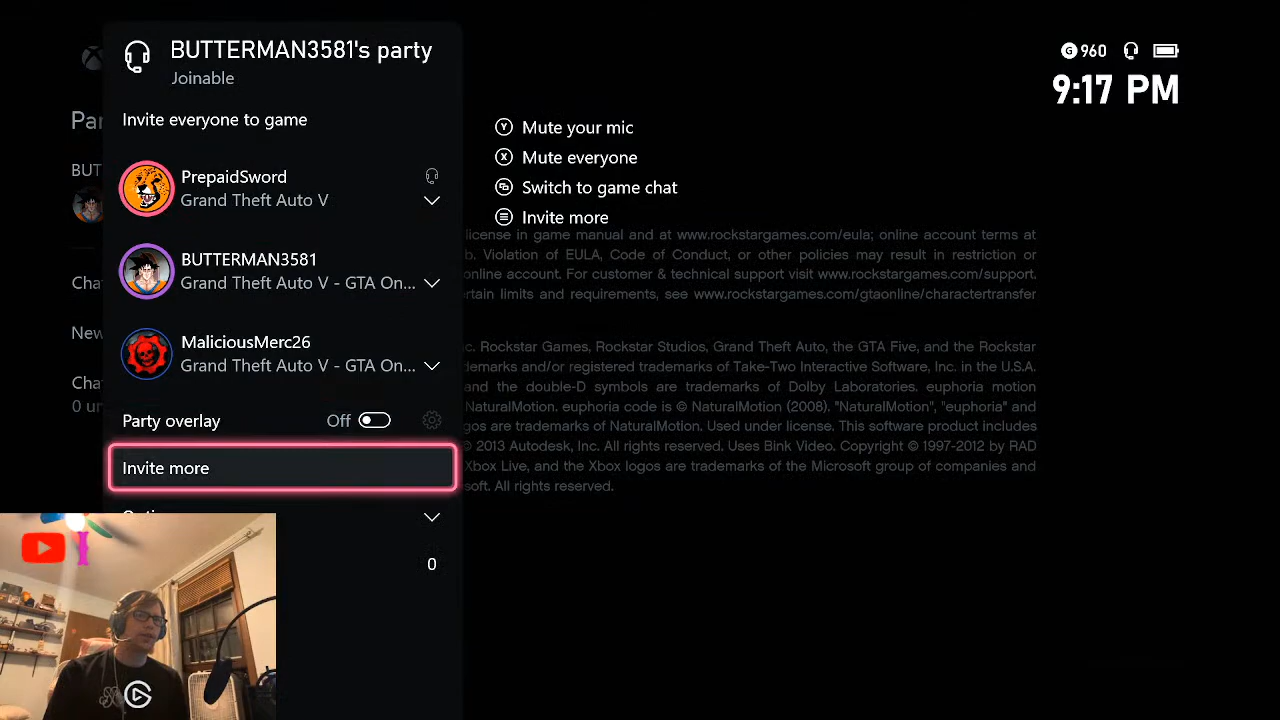 BUTTERMAN3581's party
Joinable
Invite everyone to game
PrepaidSword
Grand Theft Auto V
BUTTERMAN3581
Grand Theft Auto V - GTA On...
MaliciousMerc26
Grand Theft Auto V - GTA On...
Party overlay Off
Invite more
0
Par
BUT
Cha
New
Cha
0 un
G 960
9:17 PM
Y Mute your mic
X Mute everyone
Switch to game chat
Invite more
license in game manual and at www.rockstargames.com/eula; online account terms at
b. Violation of EULA, Code of Conduct, or other policies may result in restriction or
online account. For customer & technical support visit www.rockstargames.com/support.
rtain limits and requirements, see www.rockstargames.com/gtaonline/charactertransfer
c. Rockstar Games, Rockstar Studios, Grand Theft Auto, the GTA Five, and the Rockstar
demarks and/or registered trademarks of Take-Two Interactive Software, Inc. in the U.S.A.
and the double-D symbols are trademarks of Dolby Laboratories. euphoria motion
NaturalMotion. euphoria code is © NaturalMotion (2008). "NaturalMotion", "euphoria" and
gos are trademarks of NaturalMotion. Used under license. This software product includes
© 2013 Autodesk, Inc. All rights reserved. Uses Bink Video. Copyright © 1997-2012 by RAD
Xbox Live, and the Xbox logos are trademarks of the Microsoft group of companies and
soft. All rights reserved.